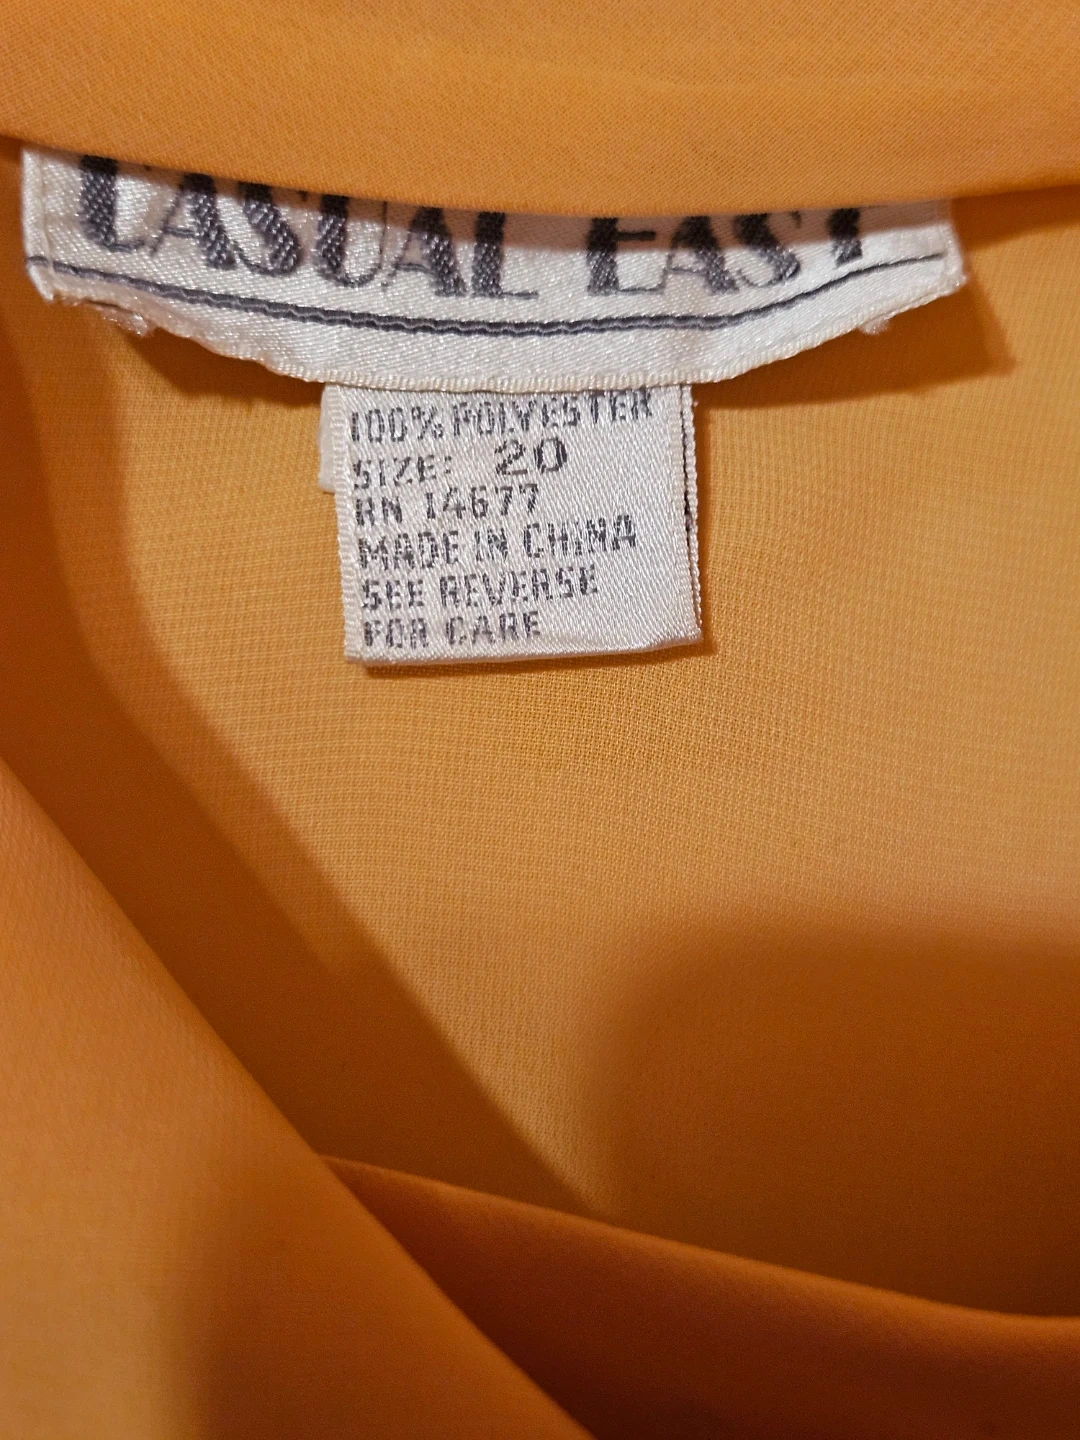 CASUAL EAST
100% POLYESTER
SIZE: 20
RN 14677
MADE IN CHINA
SEE REVERSE
FOR CARE